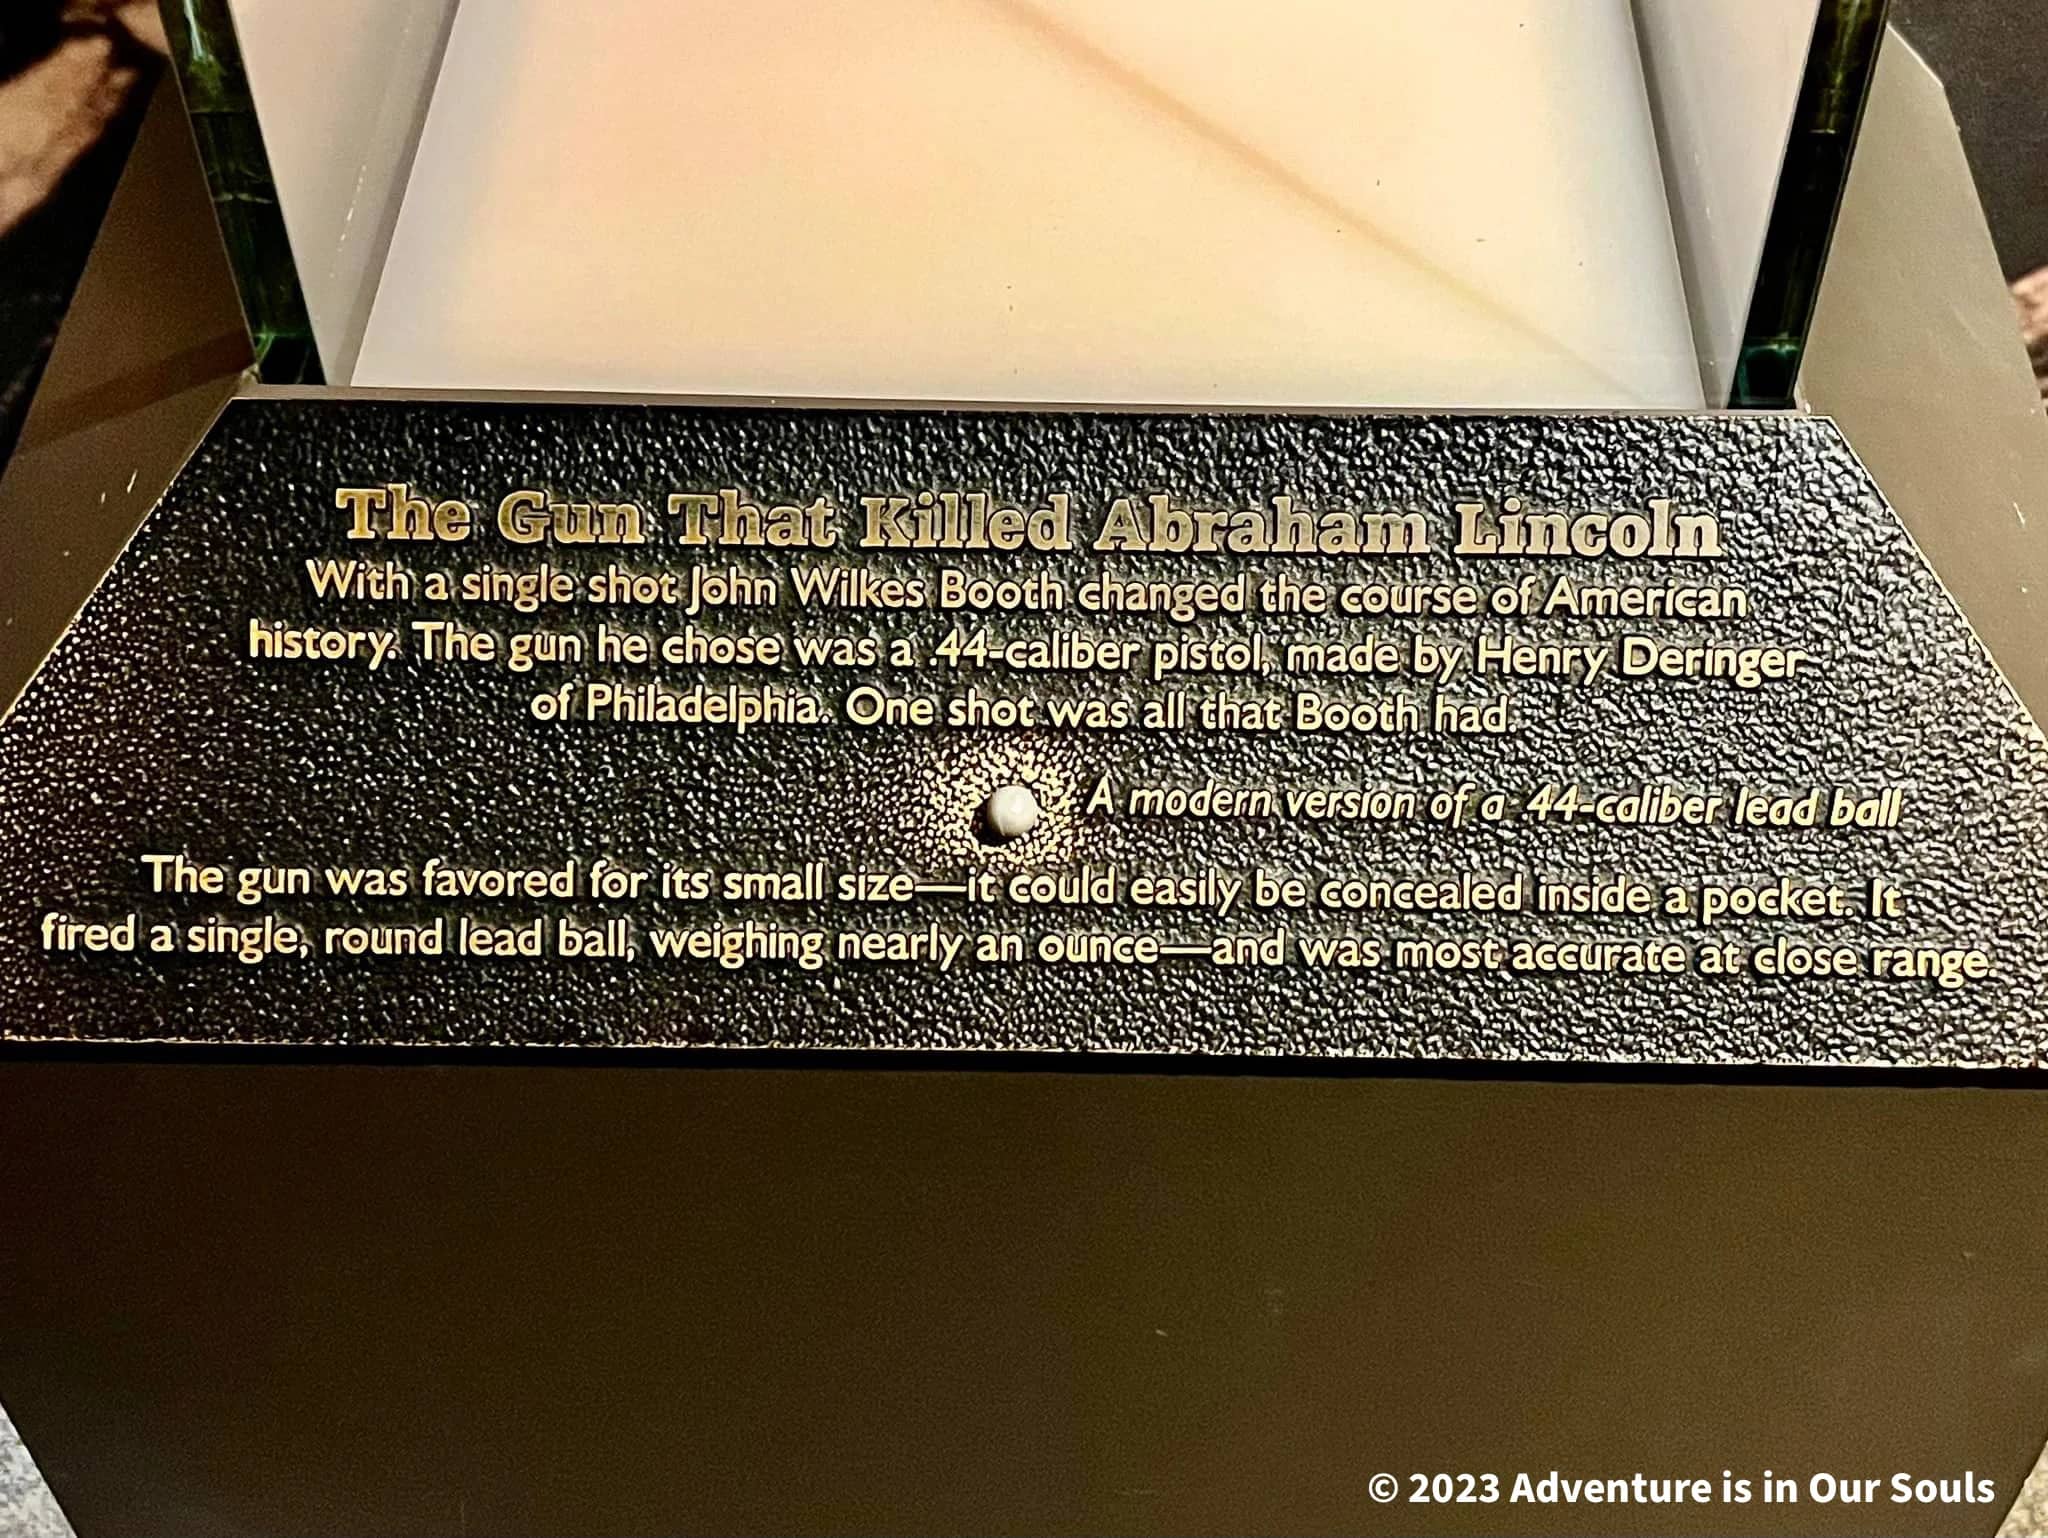 The Gun That Killed Abraham Lincoln
With a single shot John Wilkes Booth changed the course of American
history. The gun he chose was a .44-caliber pistol, made by Henry Deringer
of Philadelphia. One shot was all that Booth had.
A modern version of a .44-caliber lead ball
The gun was favored for its small size—it could easily be concealed inside a pocket. It
fired a single, round lead ball, weighing nearly an ounce—and was most accurate at close range.
© 2023 Adventure is in Our Souls